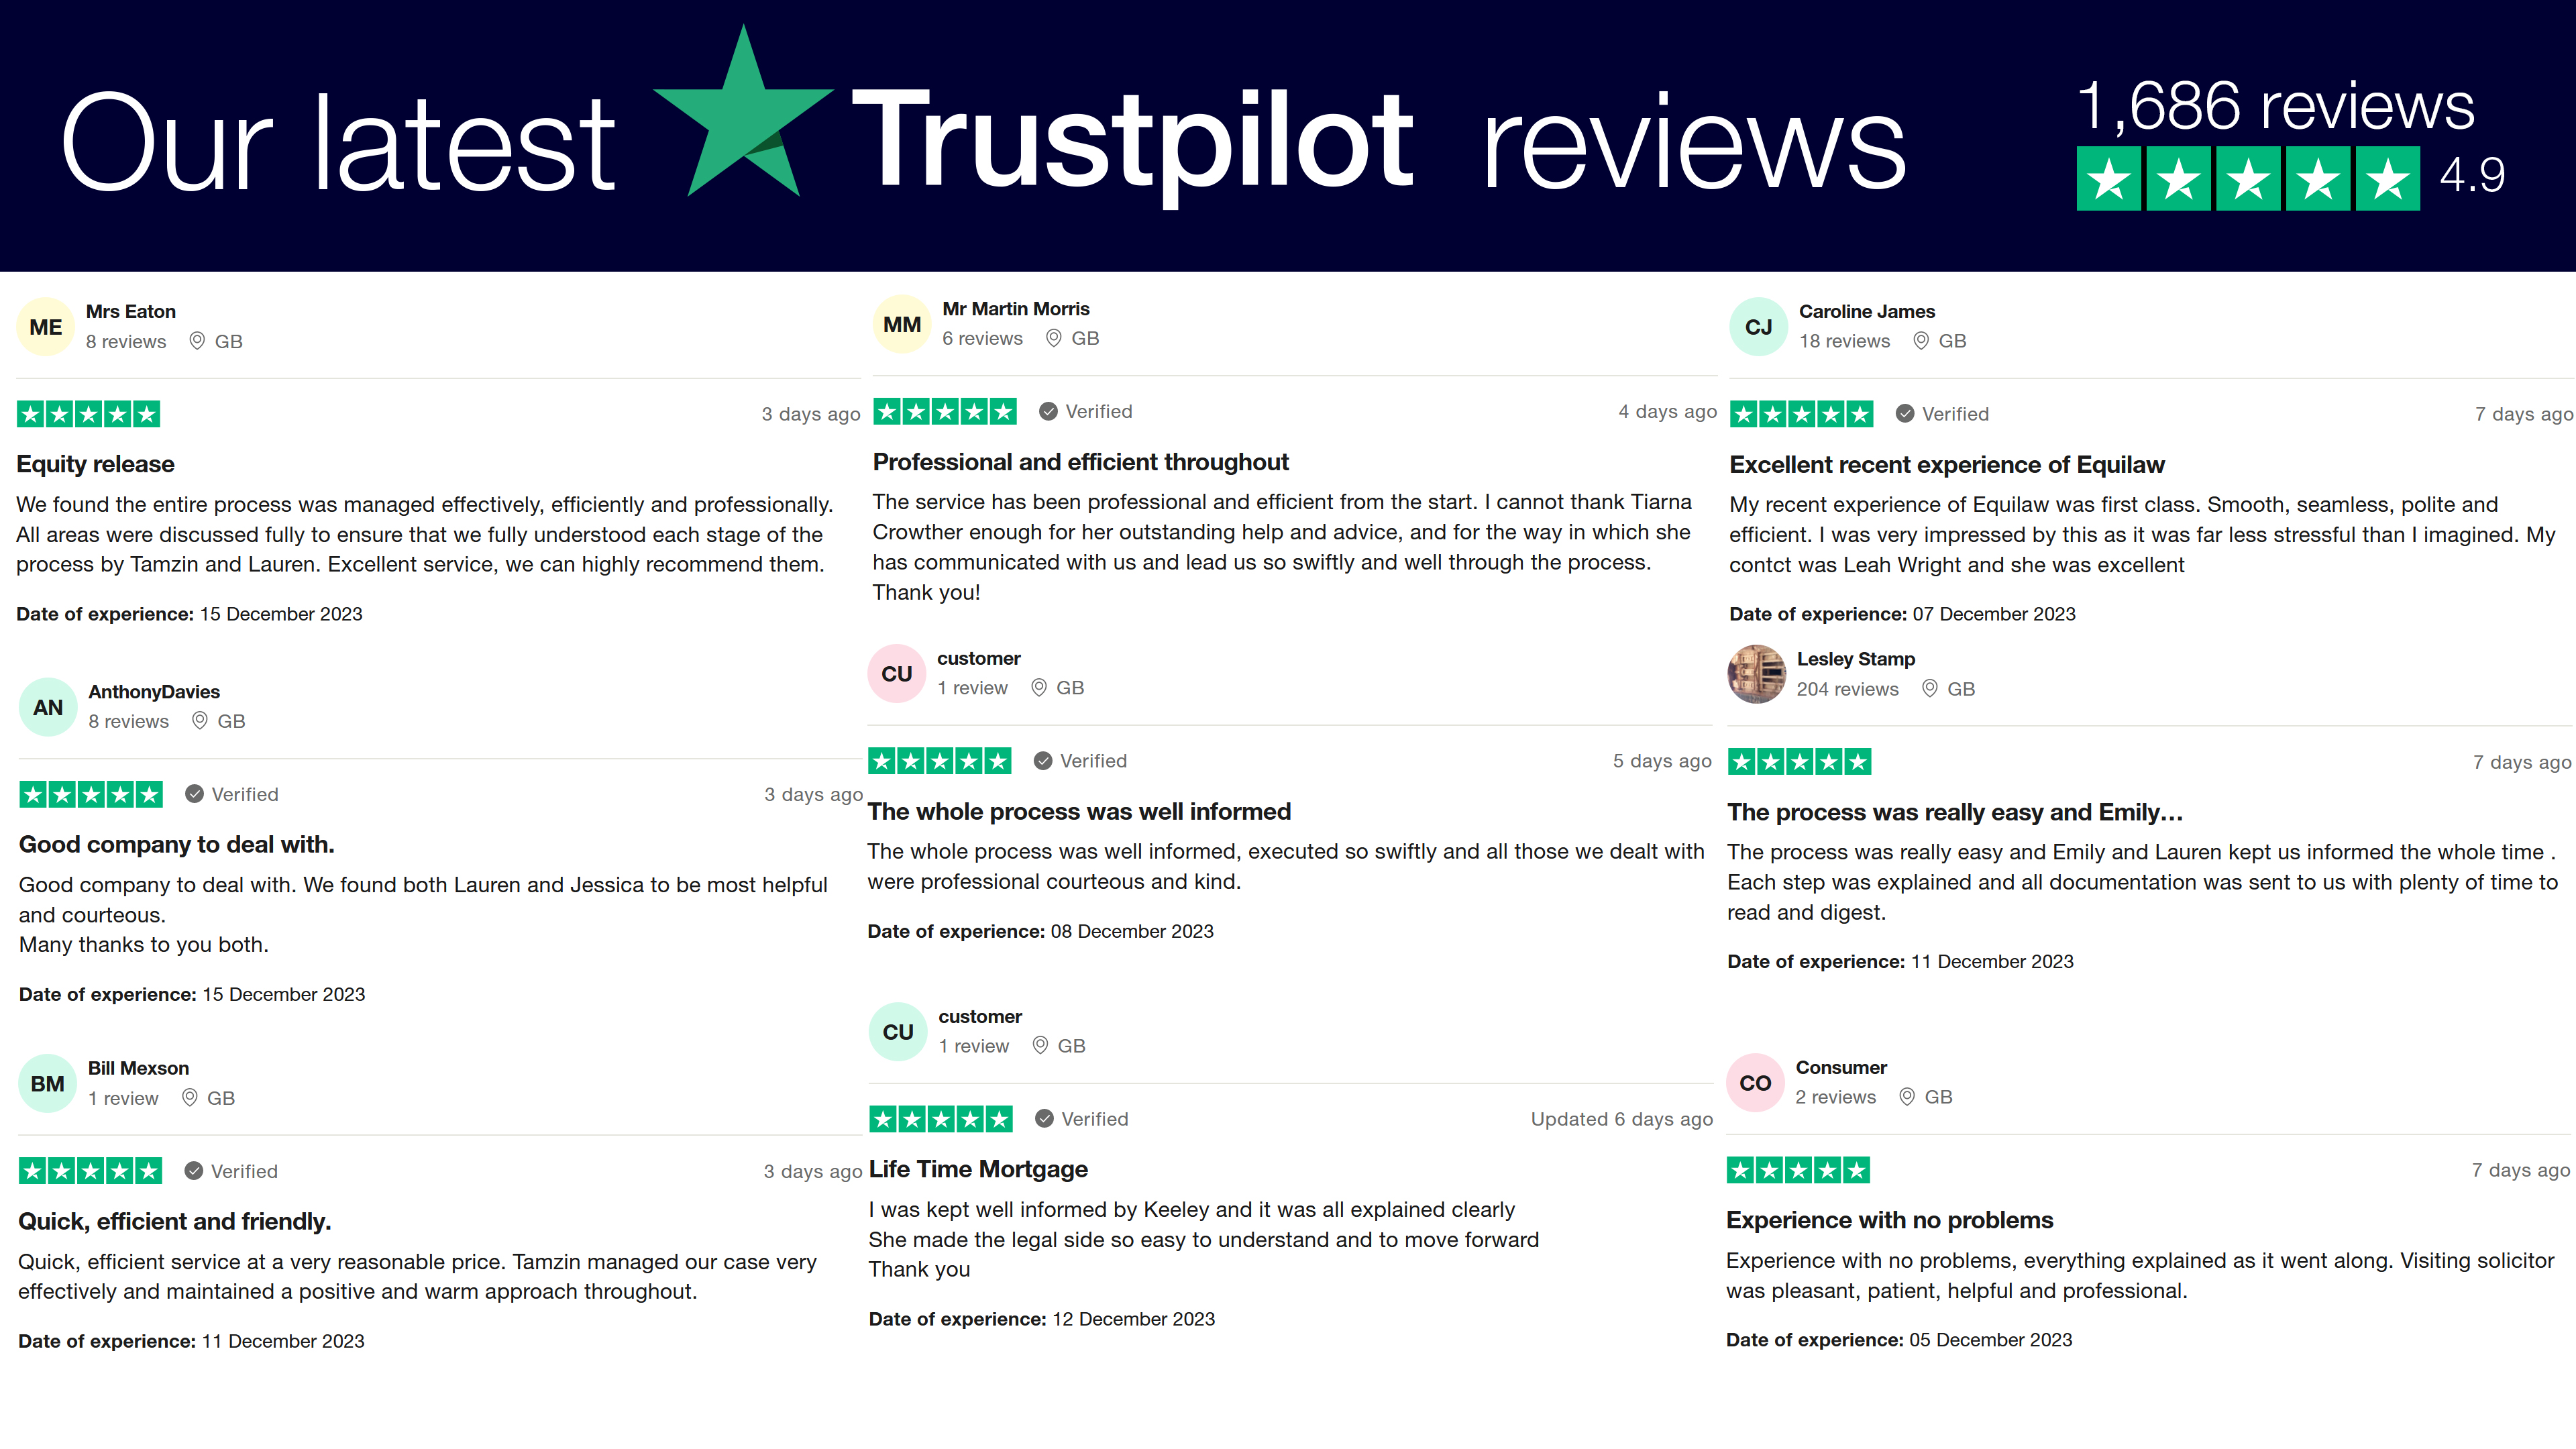 Our latest Trustpilot reviews
1,686 reviews
4.9
ME
Mrs Eaton
8 reviews GB
3 days ago
Equity release
We found the entire process was managed effectively, efficiently and professionally.
All areas were discussed fully to ensure that we fully understood each stage of the
process by Tamzin and Lauren. Excellent service, we can highly recommend them.
Date of experience: 15 December 2023
AN
AnthonyDavies
8 reviews GB
Verified
3 days ago
Good company to deal with.
Good company to deal with. We found both Lauren and Jessica to be most helpful
and courteous.
Many thanks to you both.
Date of experience: 15 December 2023
BM
Bill Mexson
1 review GB
Verified
3 days ago
Quick, efficient and friendly.
Quick, efficient service at a very reasonable price. Tamzin managed our case very
effectively and maintained a positive and warm approach throughout.
Date of experience: 11 December 2023
MM
Mr Martin Morris
6 reviews GB
Verified
4 days ago
Professional and efficient throughout
The service has been professional and efficient from the start. I cannot thank Tiarna
Crowther enough for her outstanding help and advice, and for the way in which she
has communicated with us and lead us so swiftly and well through the process.
Thank you!
CU
customer
1 review GB
Verified
5 days ago
The whole process was well informed
The whole process was well informed, executed so swiftly and all those we dealt with
were professional courteous and kind.
Date of experience: 08 December 2023
CU
customer
1 review GB
Verified
Updated 6 days ago
Life Time Mortgage
I was kept well informed by Keeley and it was all explained clearly
She made the legal side so easy to understand and to move forward
Thank you
Date of experience: 12 December 2023
CJ
Caroline James
18 reviews GB
Verified
7 days ago
Excellent recent experience of Equilaw
My recent experience of Equilaw was first class. Smooth, seamless, polite and
efficient. I was very impressed by this as it was far less stressful than I imagined. My
contct was Leah Wright and she was excellent
Date of experience: 07 December 2023
Lesley Stamp
204 reviews GB
7 days ago
The process was really easy and Emily…
The process was really easy and Emily and Lauren kept us informed the whole time .
Each step was explained and all documentation was sent to us with plenty of time to
read and digest.
Date of experience: 11 December 2023
CO
Consumer
2 reviews GB
7 days ago
Experience with no problems
Experience with no problems, everything explained as it went along. Visiting solicitor
was pleasant, patient, helpful and professional.
Date of experience: 05 December 2023